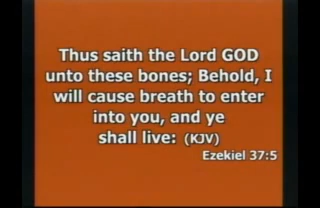 Thus saith the Lord GOD
unto these bones; Behold, I
will cause breath to enter
into you, and ye
shall live: (KJV)
Ezekiel 37:5